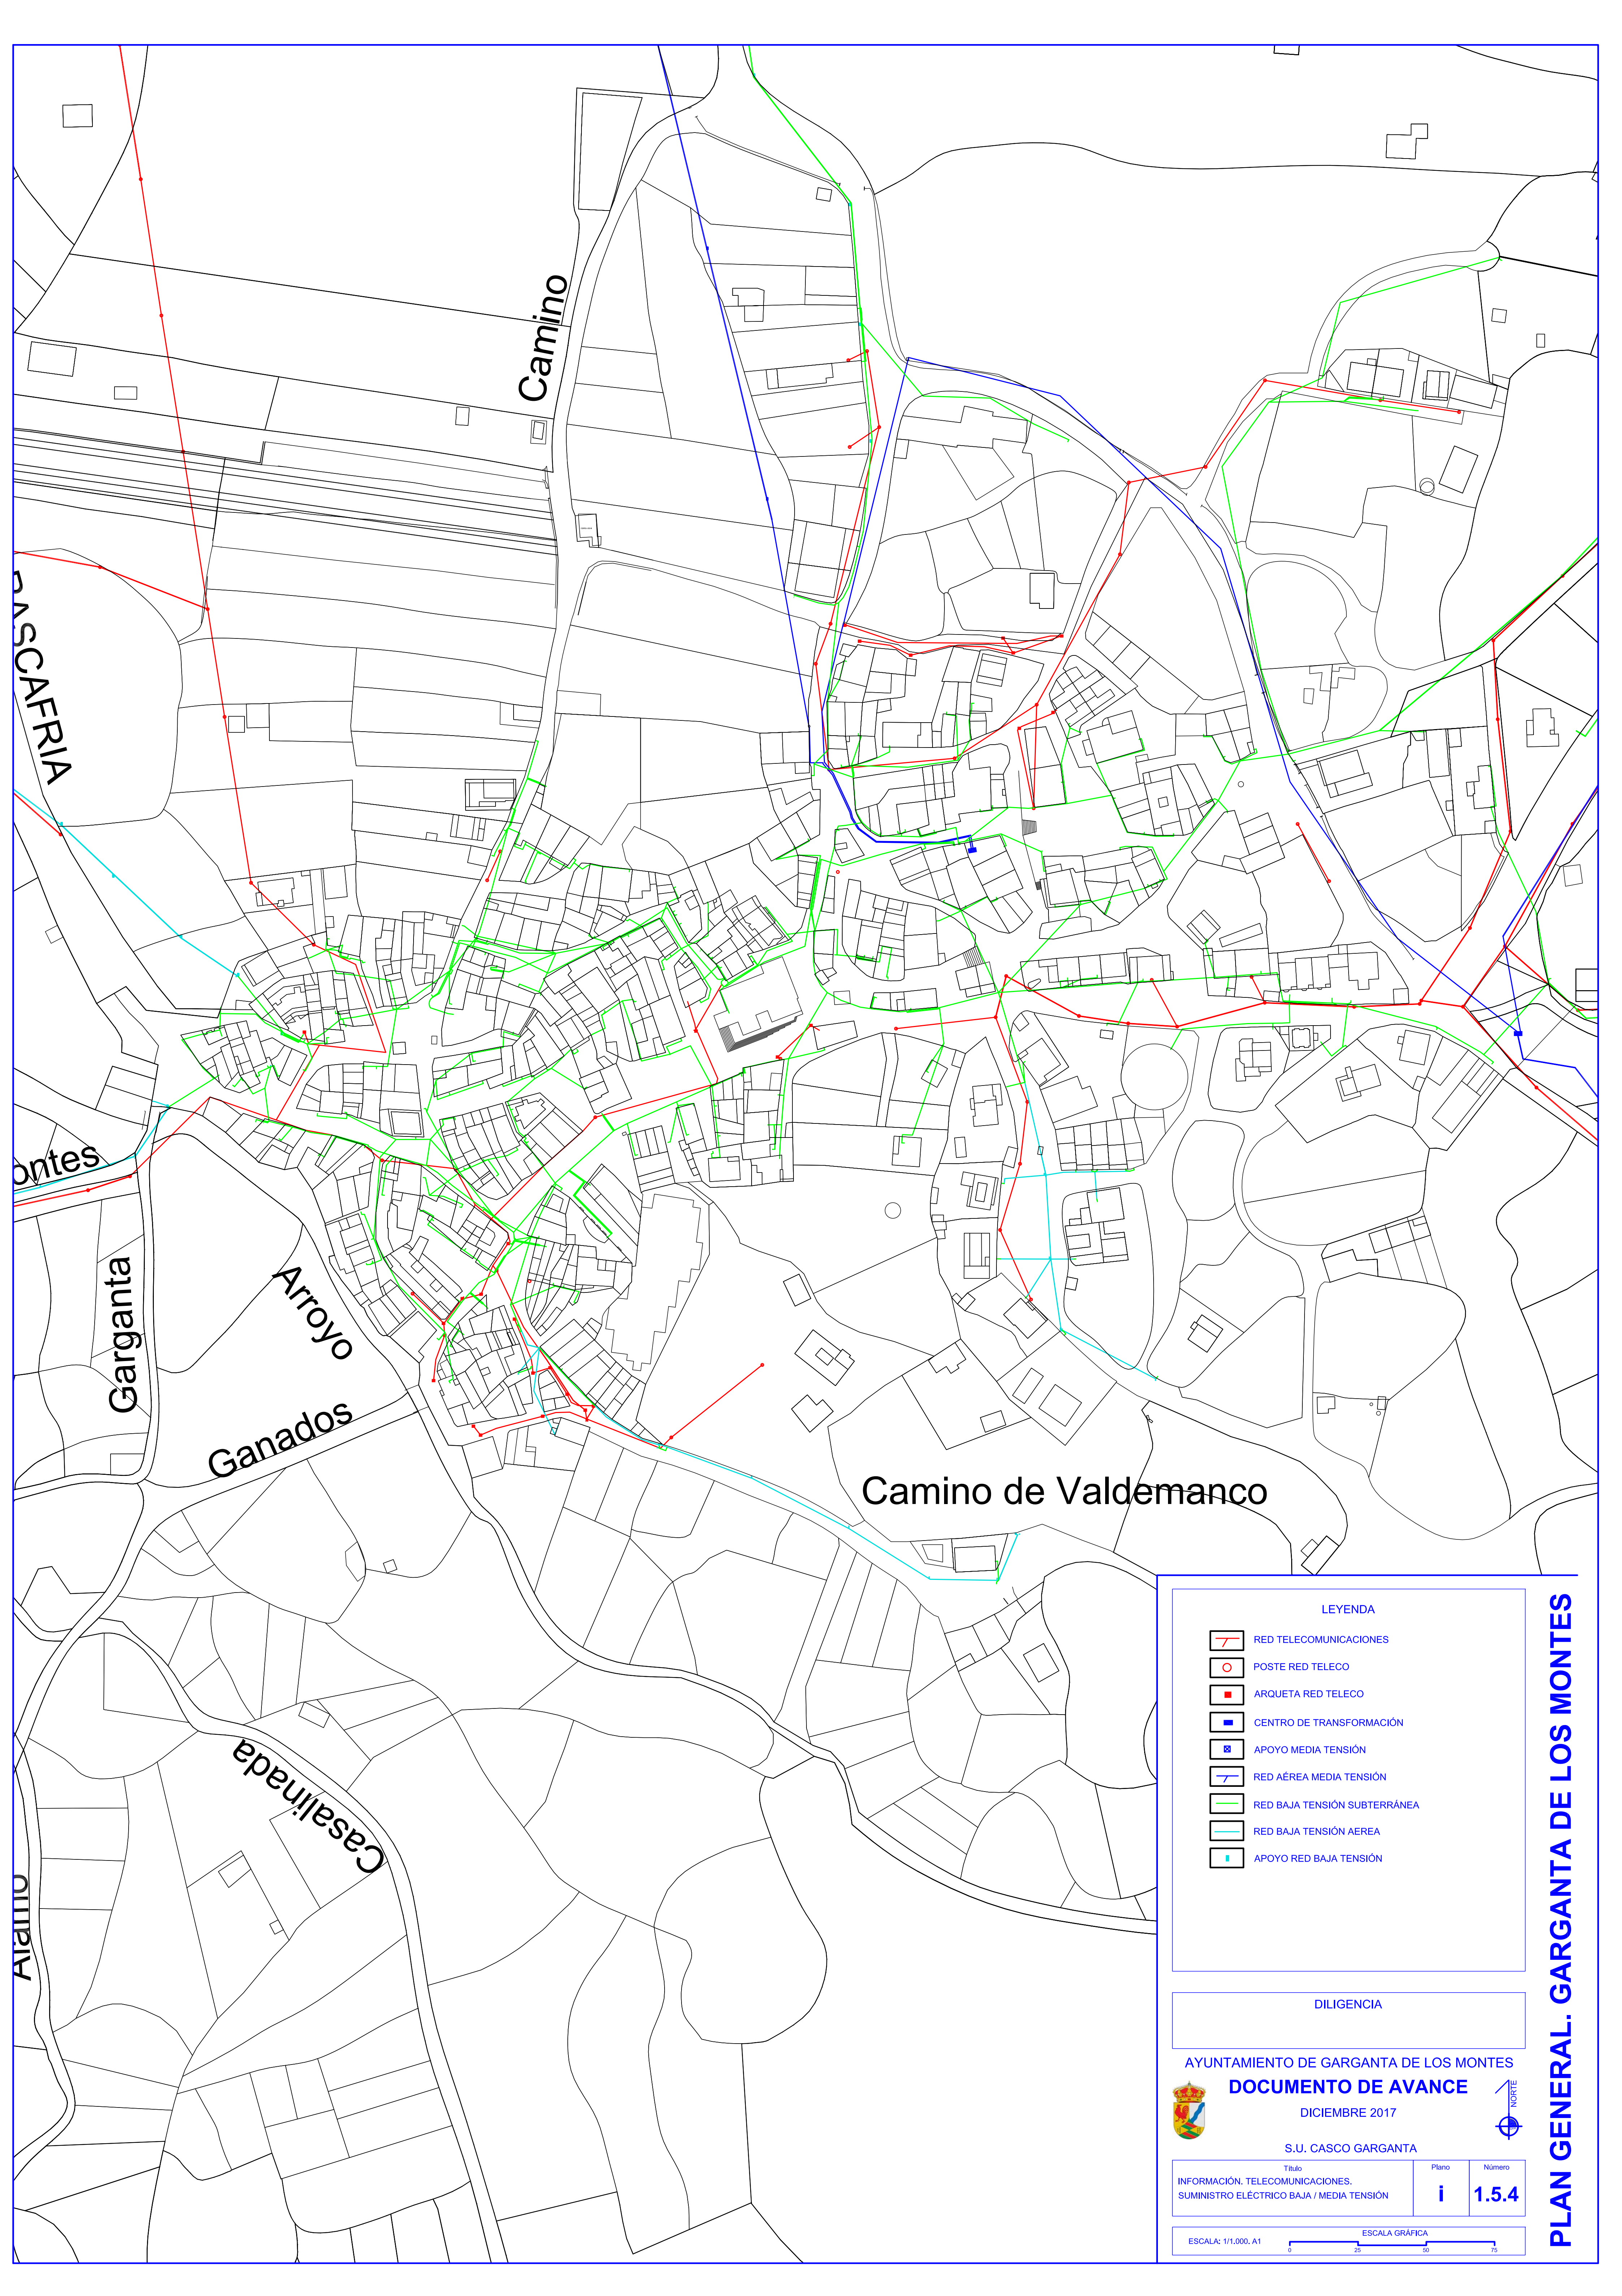 Camino
RASCAFRIA
ontes
Garganta
Arroyo
Ganados
Camino de Valdemanco
Casalinada
Alamo
LEYENDA
RED TELECOMUNICACIONES
POSTE RED TELECO
ARQUETA RED TELECO
CENTRO DE TRANSFORMACIÓN
APOYO MEDIA TENSIÓN
RED AÉREA MEDIA TENSIÓN
RED BAJA TENSIÓN SUBTERRÁNEA
RED BAJA TENSIÓN AEREA
APOYO RED BAJA TENSIÓN
DILIGENCIA
AYUNTAMIENTO DE GARGANTA DE LOS MONTES
DOCUMENTO DE AVANCE
DICIEMBRE 2017
NORTE
S.U. CASCO GARGANTA
Título
INFORMACIÓN. TELECOMUNICACIONES.
SUMINISTRO ELÉCTRICO BAJA / MEDIA TENSIÓN
Plano
i
Número
1.5.4
ESCALA: 1/1.000. A1
ESCALA GRÁFICA
0 25 50 75
PLAN GENERAL. GARGANTA DE LOS MONTES